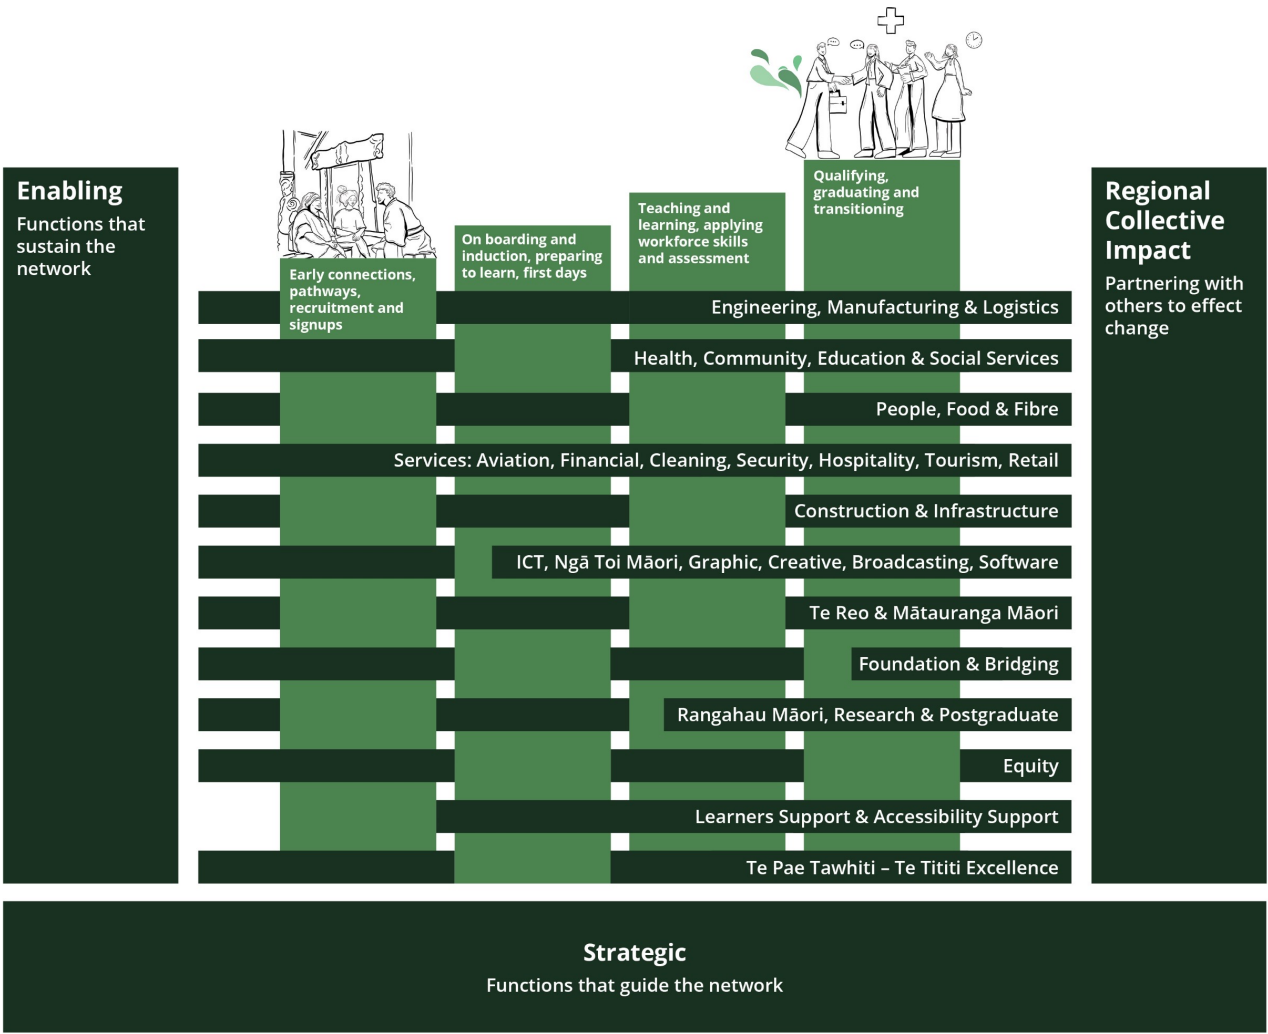 Enabling
Functions that
sustain the
network
Early connections,
pathways,
recruitment and
signups
On boarding and
induction, preparing
to learn, first days
Teaching and
learning, applying
workforce skills
and assessment
Qualifying,
graduating and
transitioning
Regional
Collective
Impact
Partnering with
others to effect
change
Engineering, Manufacturing & Logistics
Health, Community, Education & Social Services
People, Food & Fibre
Services: Aviation, Financial, Cleaning, Security, Hospitality, Tourism, Retail
Construction & Infrastructure
ICT, Ngā Toi Māori, Graphic, Creative, Broadcasting, Software
Te Reo & Mātauranga Māori
Foundation & Bridging
Rangahau Māori, Research & Postgraduate
Equity
Learners Support & Accessibility Support
Te Pae Tawhiti – Te Tititi Excellence
Strategic
Functions that guide the network